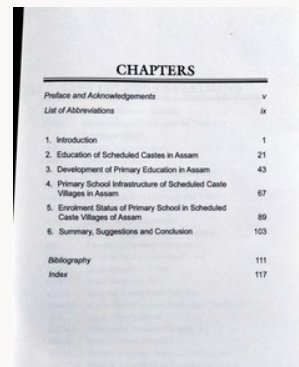 CHAPTERS
Preface and Acknowledgements v
List of Abbreviations ix
1. Introduction 1
2. Education of Scheduled Castes in Assam 21
3. Development of Primary Education in Assam 43
4. Primary School Infrastructure of Scheduled Caste
Villages in Assam 67
5. Enrolment Status of Primary School in Scheduled
Caste Villages of Assam 89
6. Summary, Suggestions and Conclusion 103
Bibliography 111
Index 117